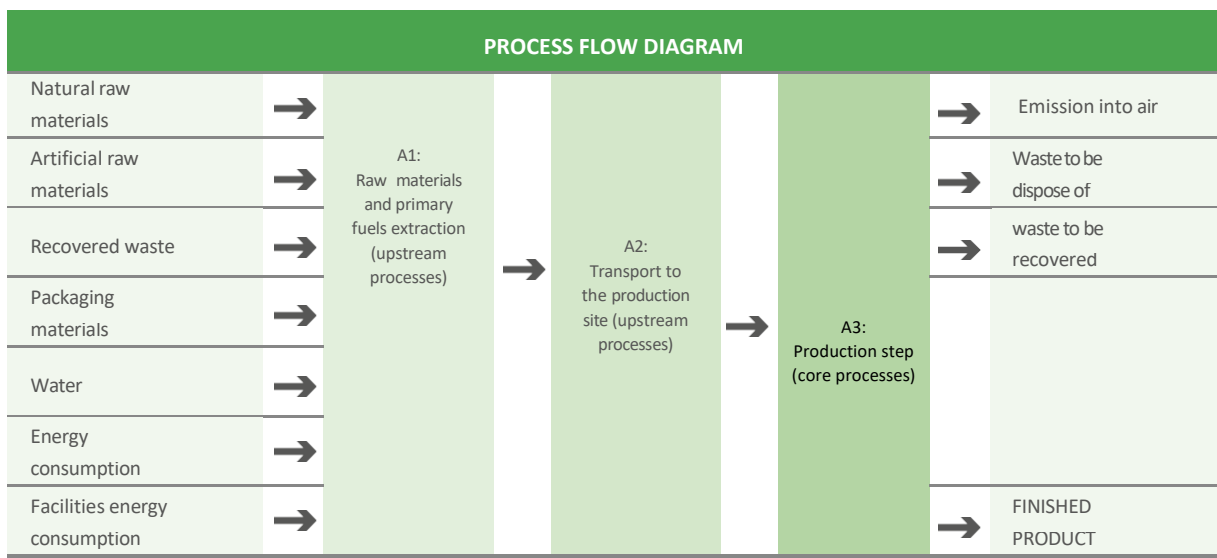 PROCESS FLOW DIAGRAM
Natural raw
materials
Artificial raw
materials
Recovered waste
Packaging
materials
Water
Energy
consumption
Facilities energy
consumption
A1:
Raw materials
and primary
fuels extraction
(upstream
processes)
A2:
Transport to
the production
site (upstream
processes)
A3:
Production step
(core processes)
Emission into air
Waste to be
dispose of
waste to be
recovered
FINISHED
PRODUCT